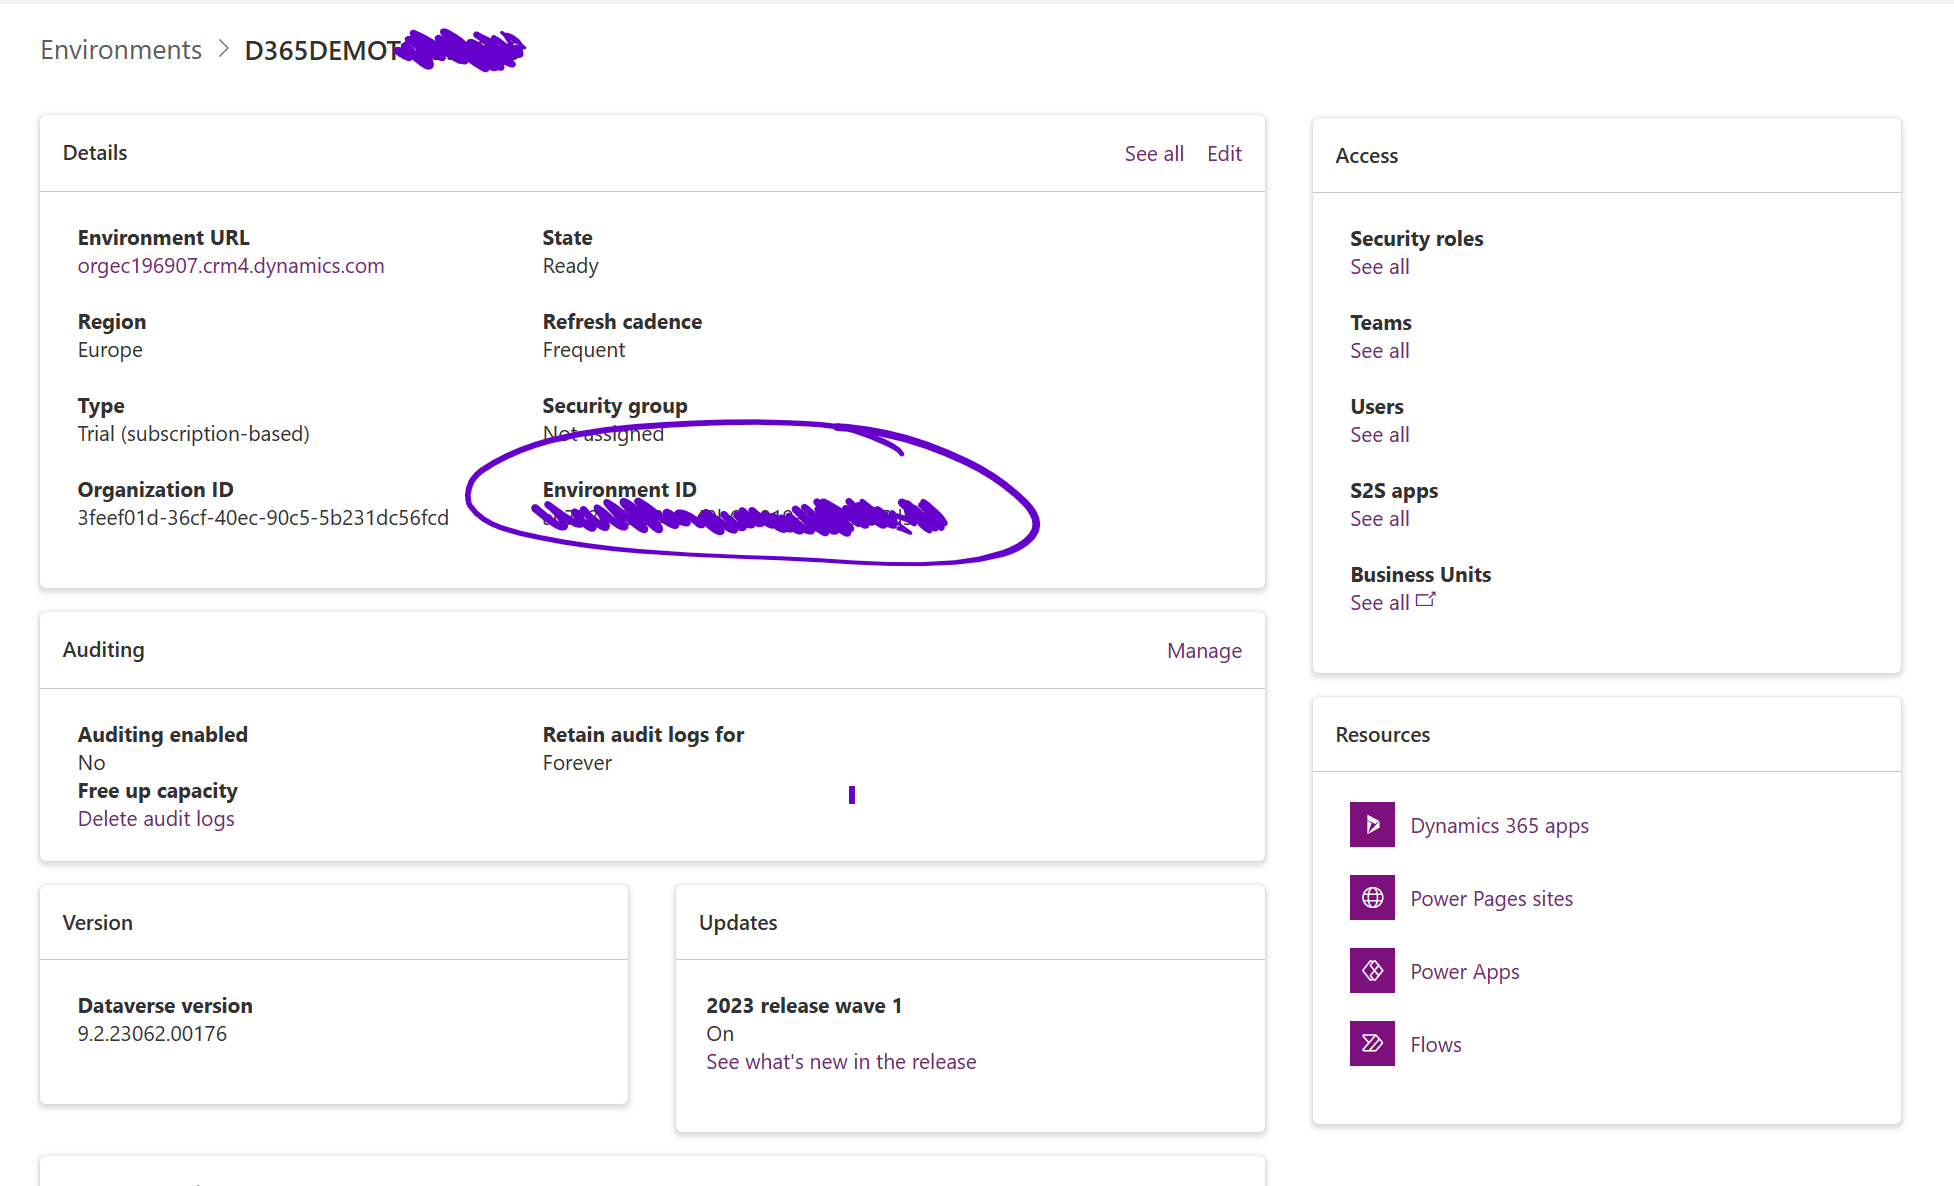 Environments > D365DEMOT
Details
See all Edit
Environment URL
orgec196907.crm4.dynamics.com
State
Ready
Region
Europe
Refresh cadence
Frequent
Type
Trial (subscription-based)
Security group
Not assigned
Organization ID
3feef01d-36cf-40ec-90c5-5b231dc56fcd
Environment ID
Auditing
Manage
Auditing enabled
No
Retain audit logs for
Forever
Free up capacity
Delete audit logs
Version
Dataverse version
9.2.23062.00176
Updates
2023 release wave 1
On
See what's new in the release
Access
Security roles
See all
Teams
See all
Users
See all
S2S apps
See all
Business Units
See all
Resources
Dynamics 365 apps
Power Pages sites
Power Apps
Flows